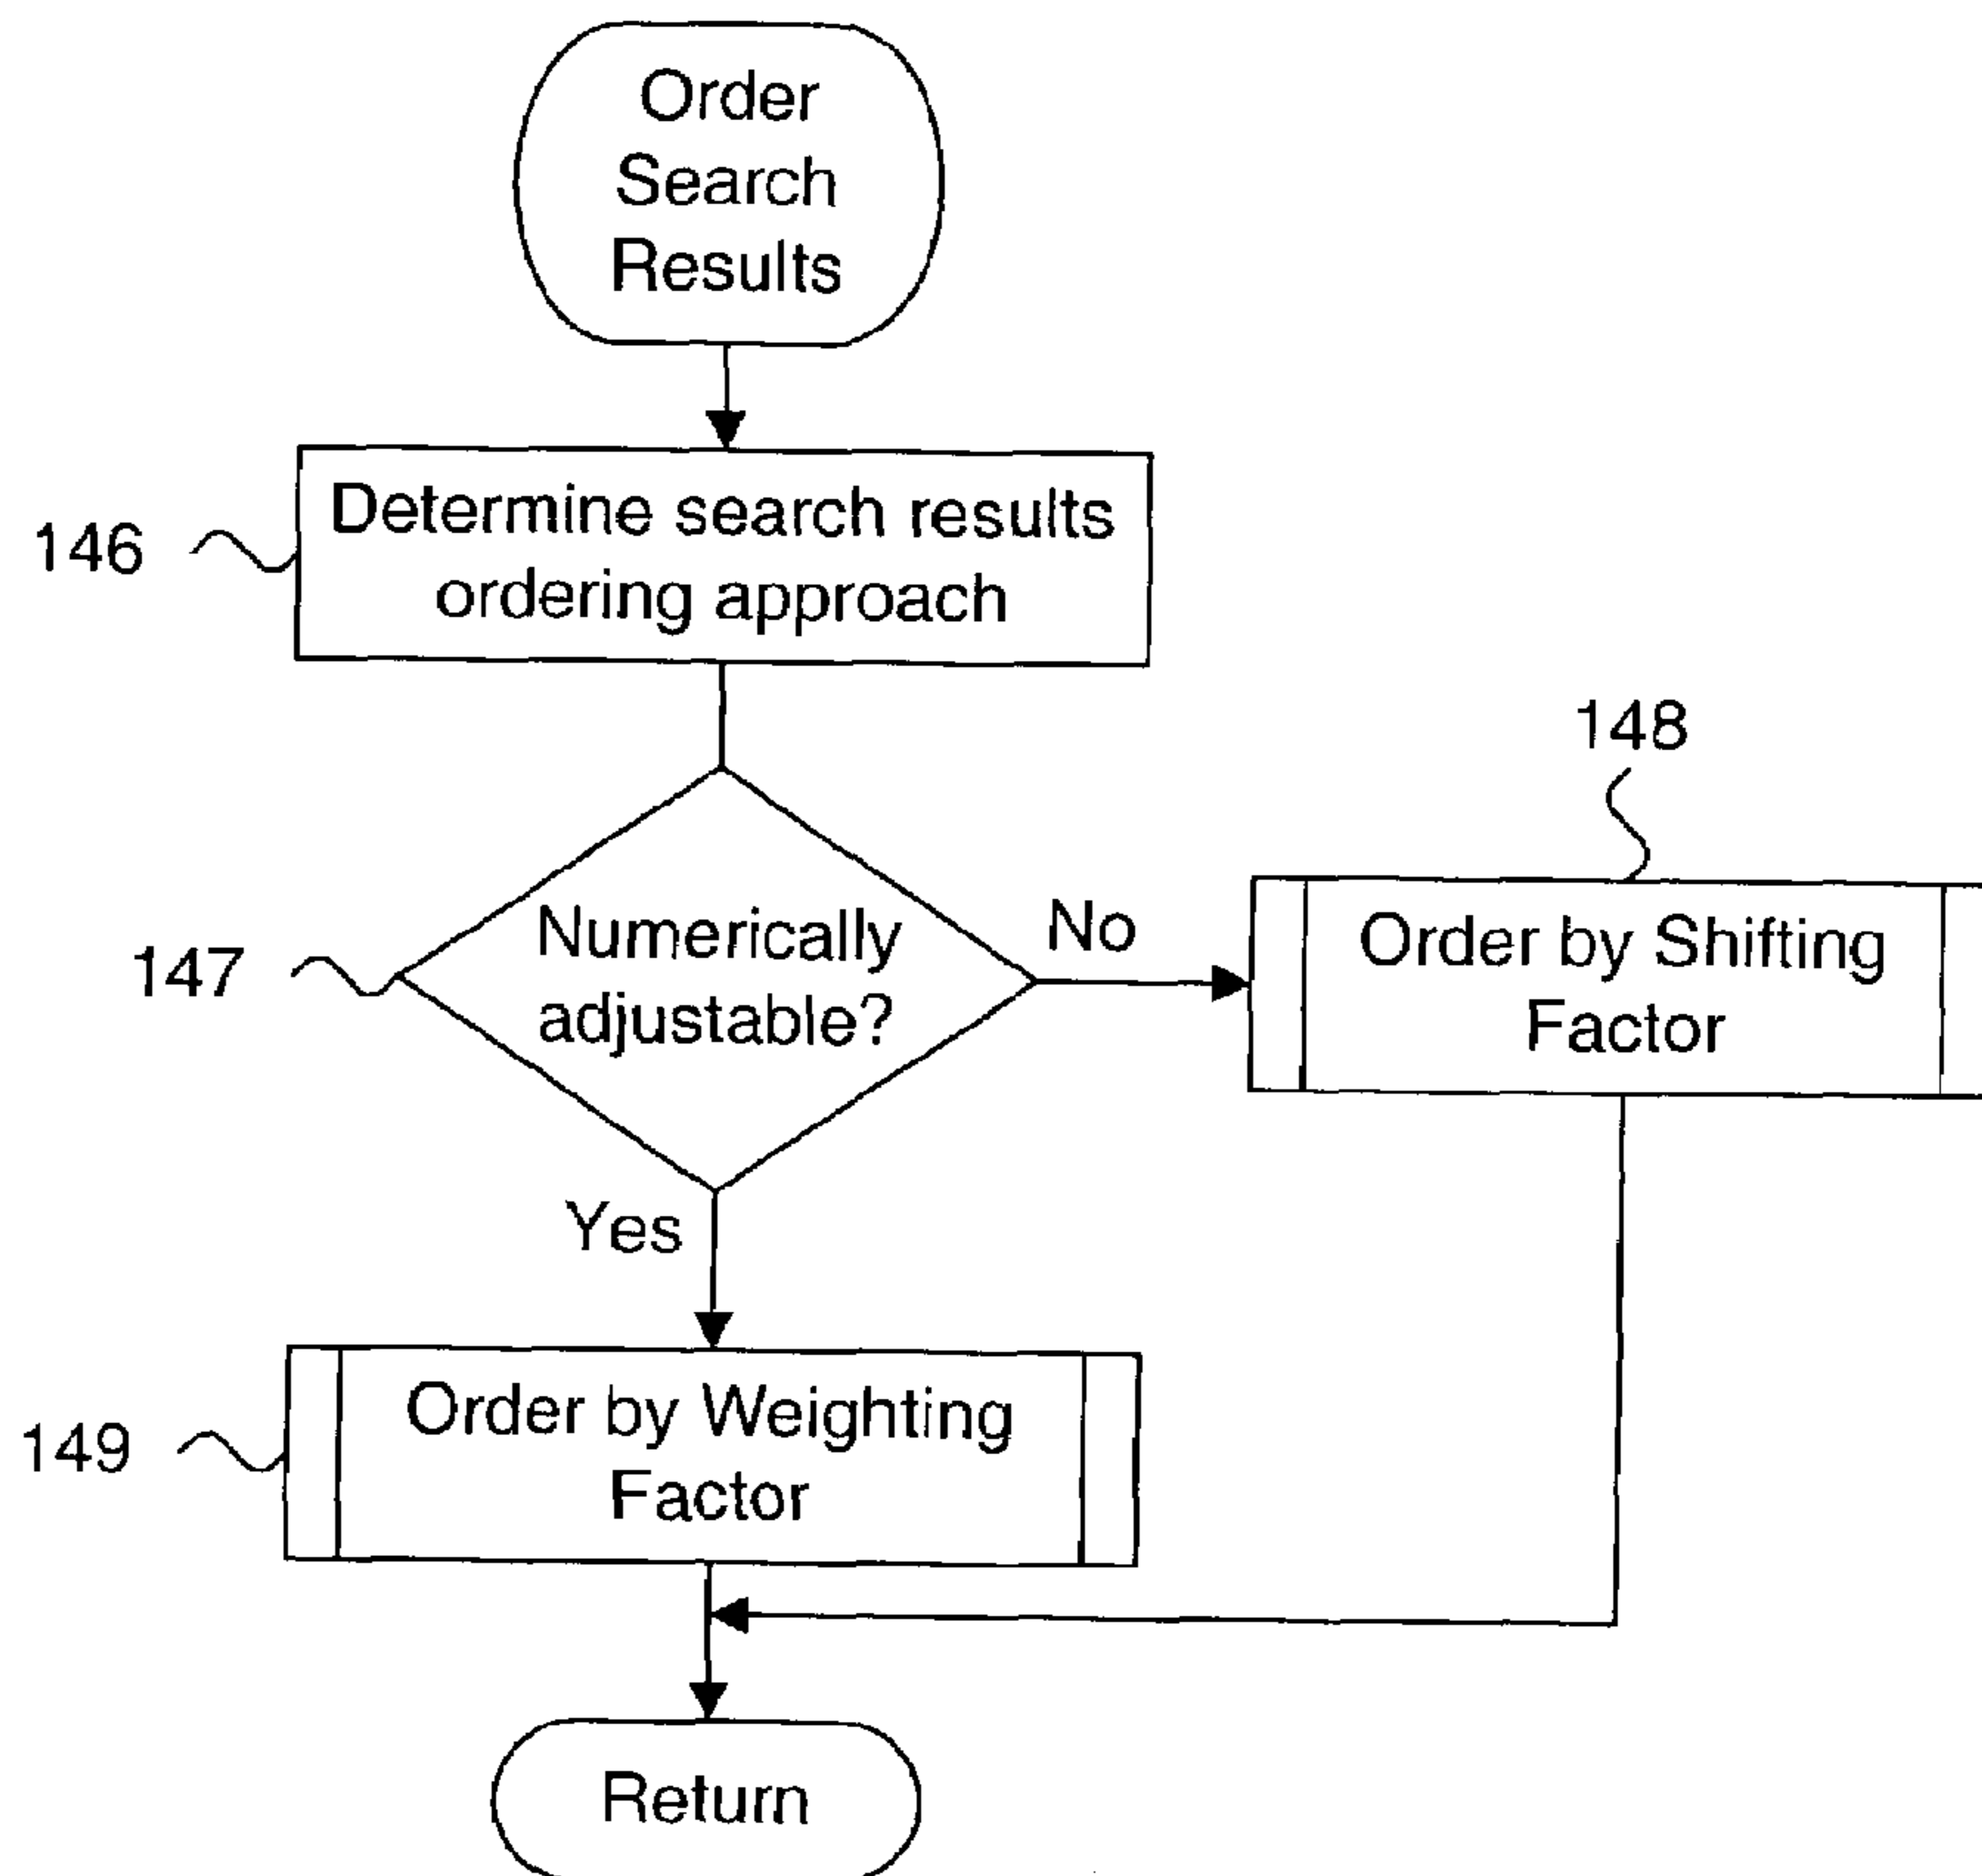 Order
Search
Results
146
Determine search results
ordering approach
147
Numerically
adjustable?
No
148
Order by Shifting
Factor
Yes
149
Order by Weighting
Factor
Return